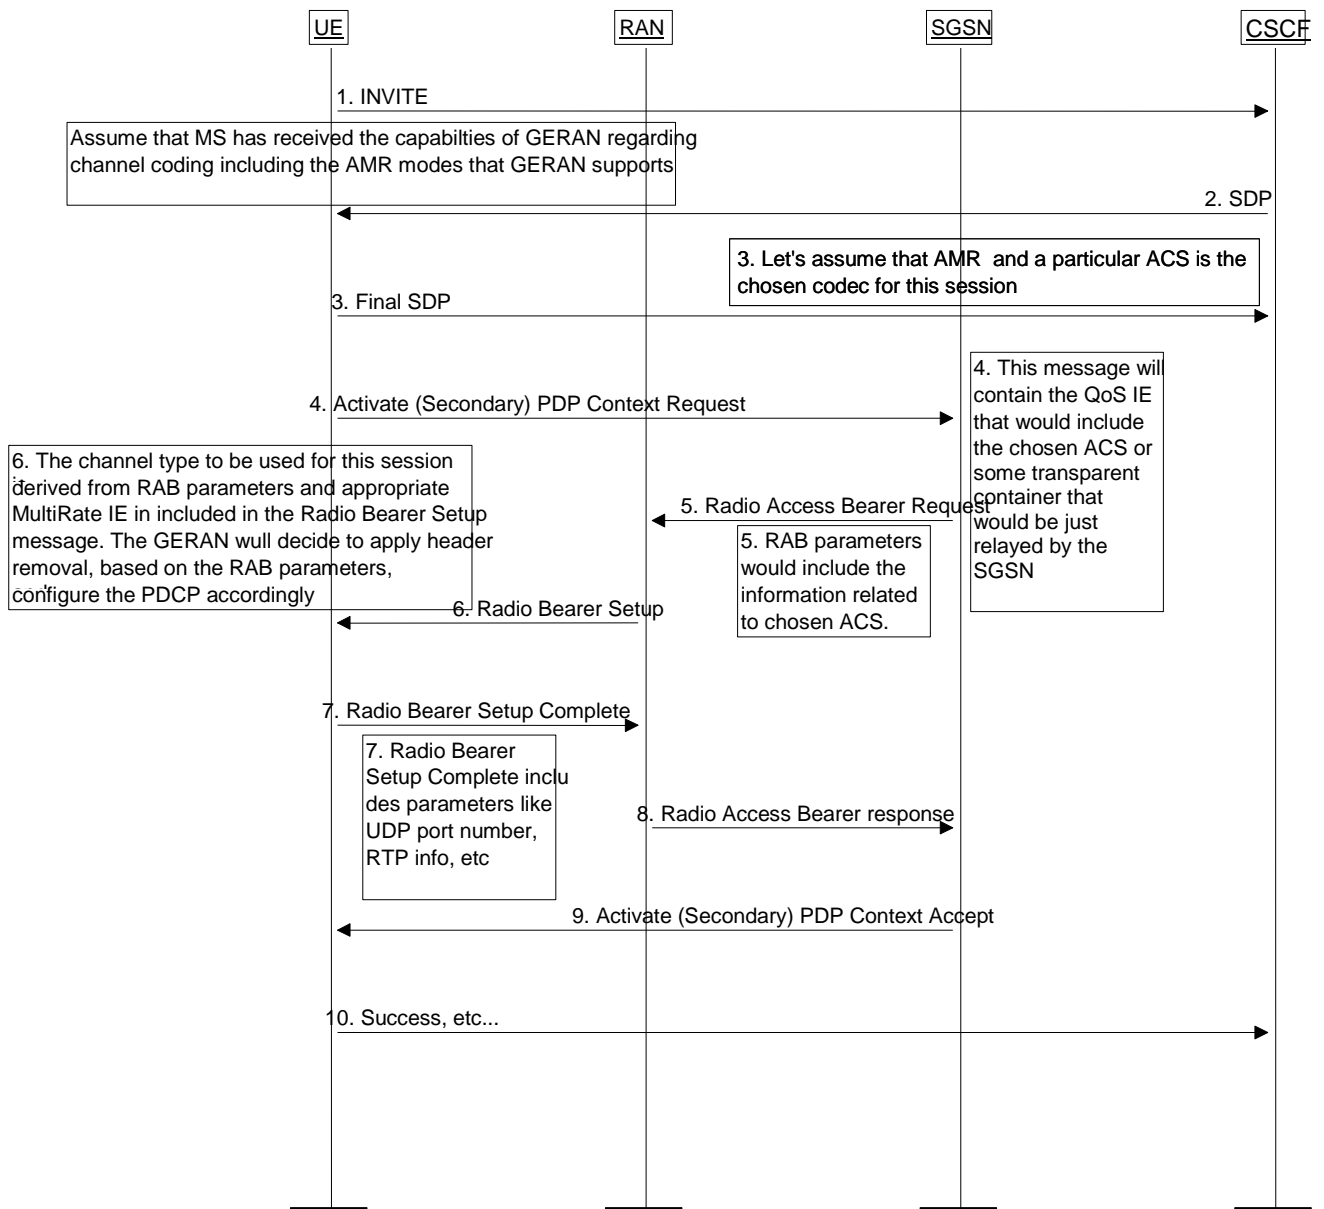 UE
RAN
SGSN
CSCF
1. INVITE
Assume that MS has received the capabilties of GERAN regarding
channel coding including the AMR modes that GERAN supports
2. SDP
3. Let's assume that AMR  and a particular ACS is the
chosen codec for this session
3. Final SDP
4. This message will
contain the QoS IE
that would include
the chosen ACS or
some transparent
container that
would be just
relayed by the
SGSN
4. Activate (Secondary) PDP Context Request
6. The channel type to be used for this session
derived from RAB parameters and appropriate
MultiRate IE in included in the Radio Bearer Setup
message. The GERAN wull decide to apply header
removal, based on the RAB parameters,
configure the PDCP accordingly
5. Radio Access Bearer Request
5. RAB parameters
would include the
information related
to chosen ACS.
6. Radio Bearer Setup
7. Radio Bearer Setup Complete
7. Radio Bearer
Setup Complete inclu
des parameters like
UDP port number,
RTP info, etc
8. Radio Access Bearer response
9. Activate (Secondary) PDP Context Accept
10. Success, etc...